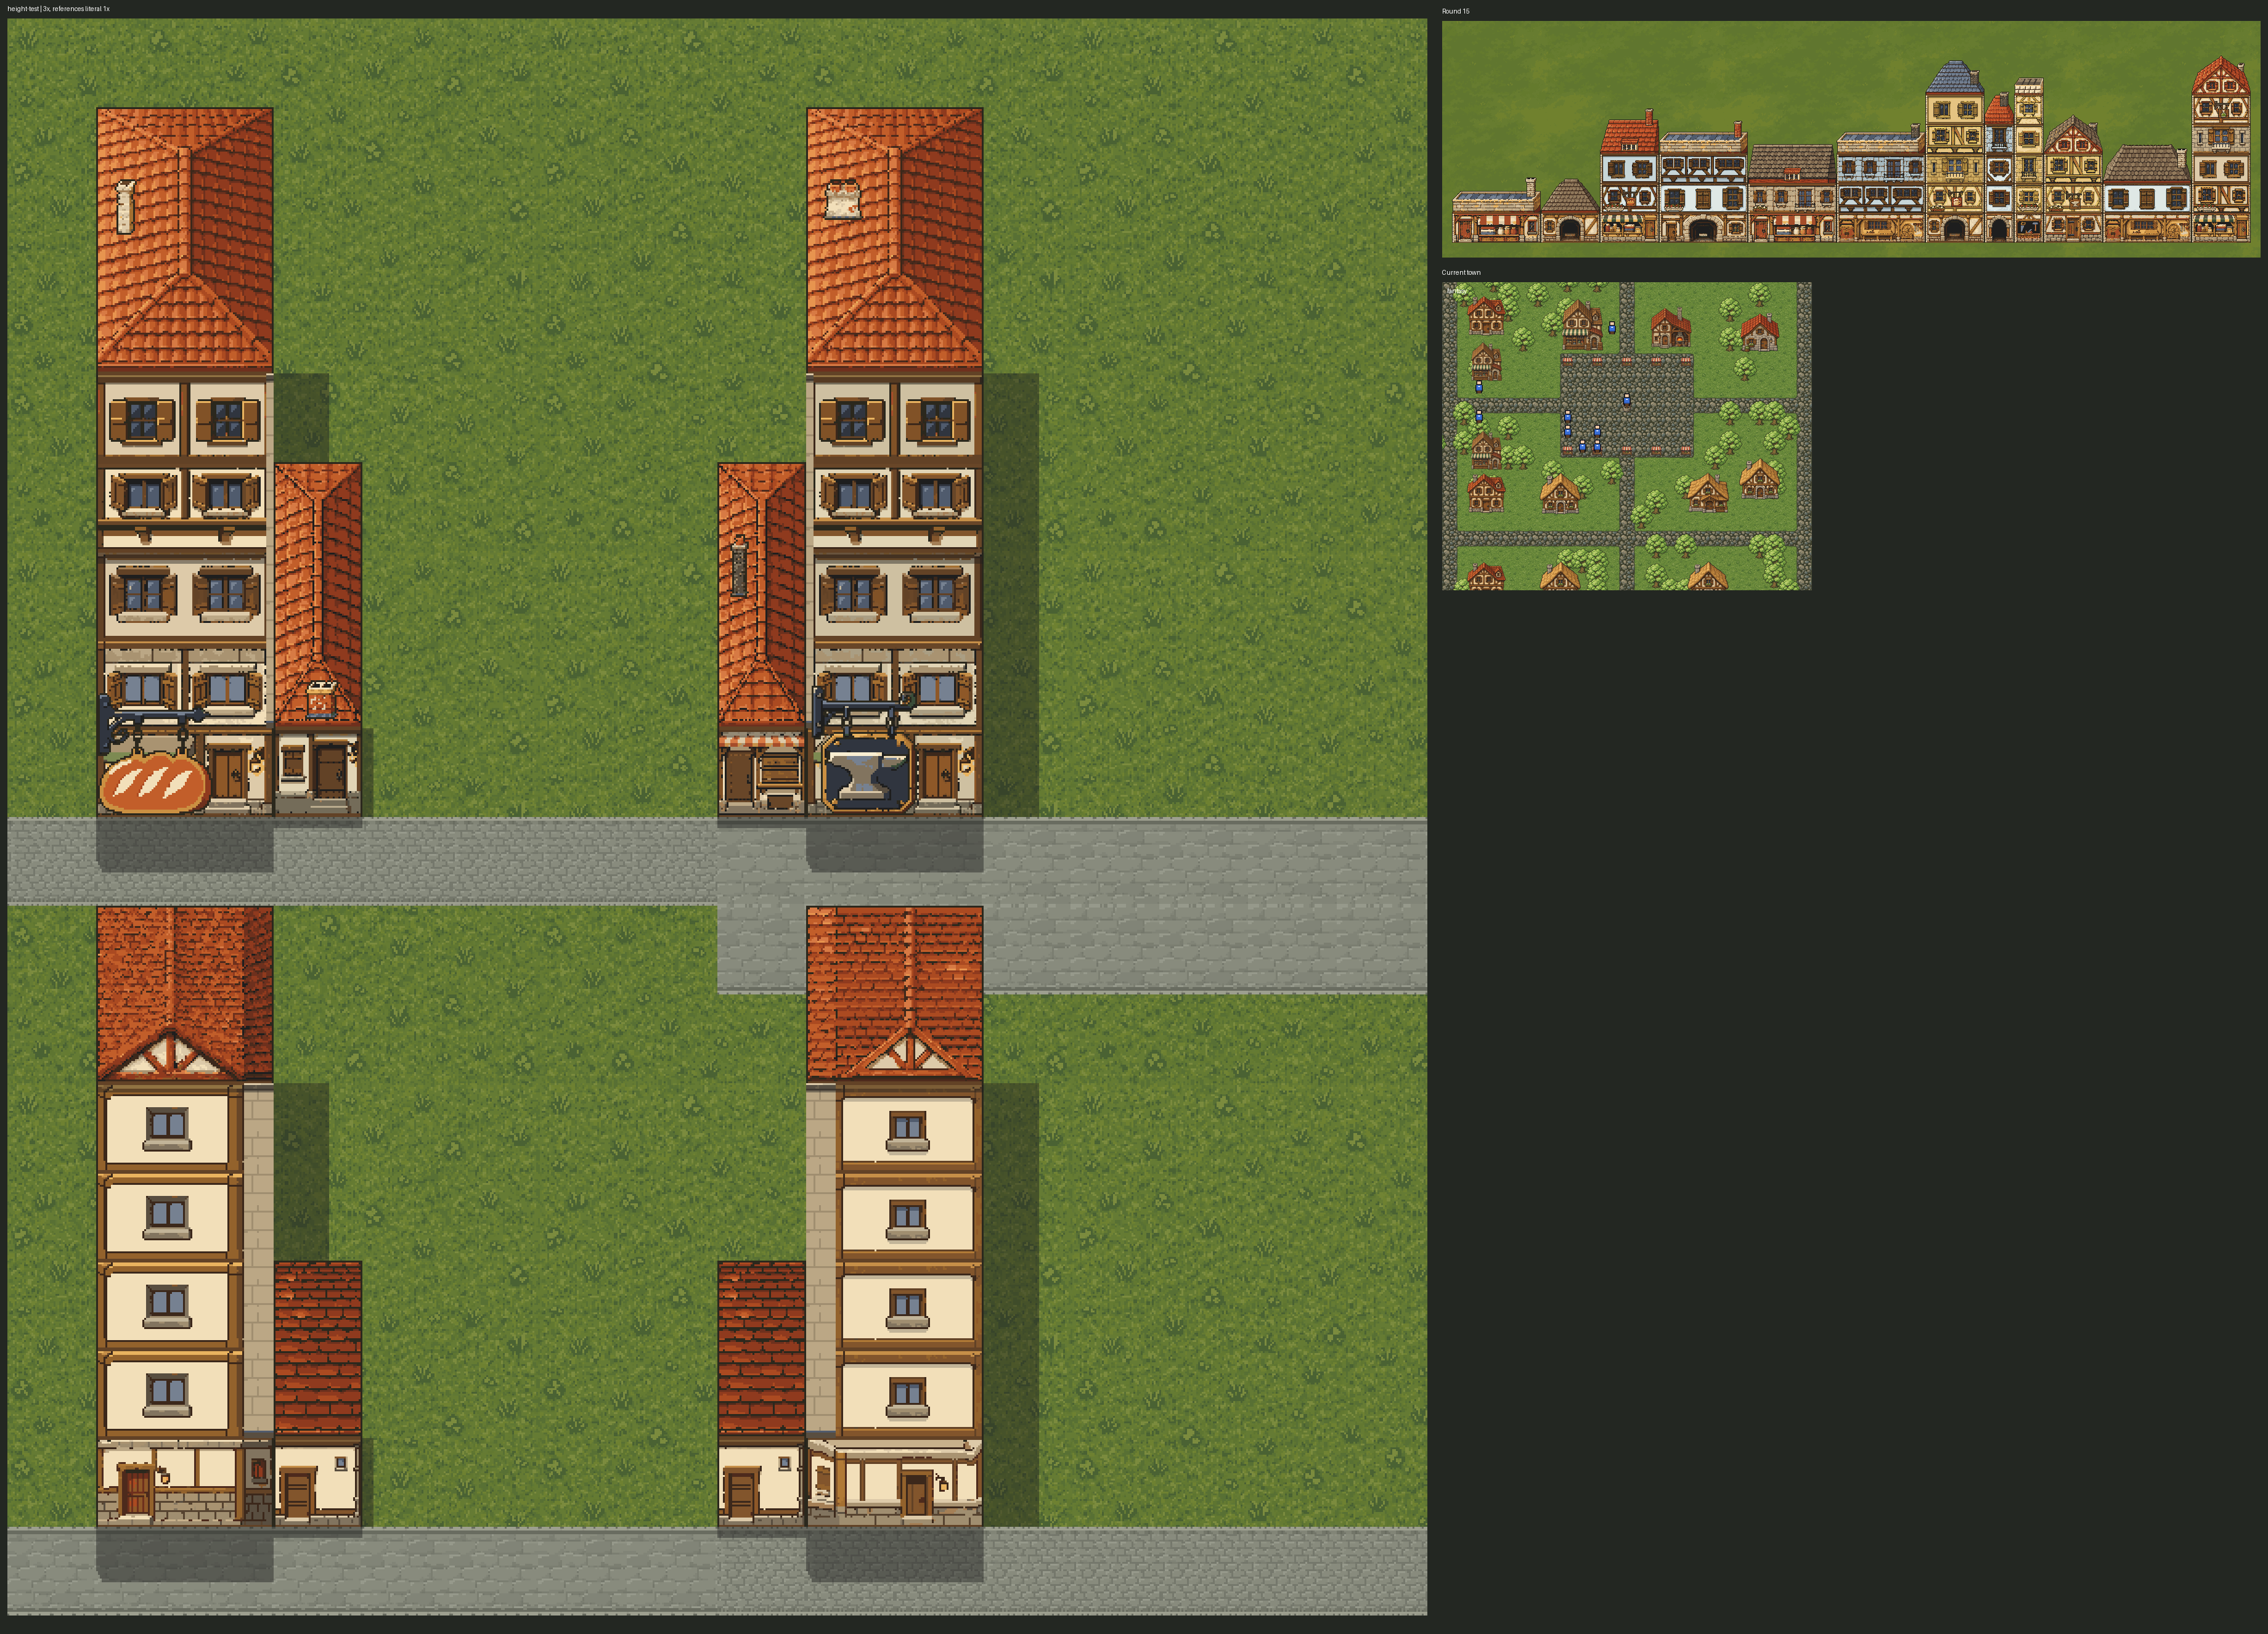 height-test | 3x, references literal 1x
Round 15
Current town